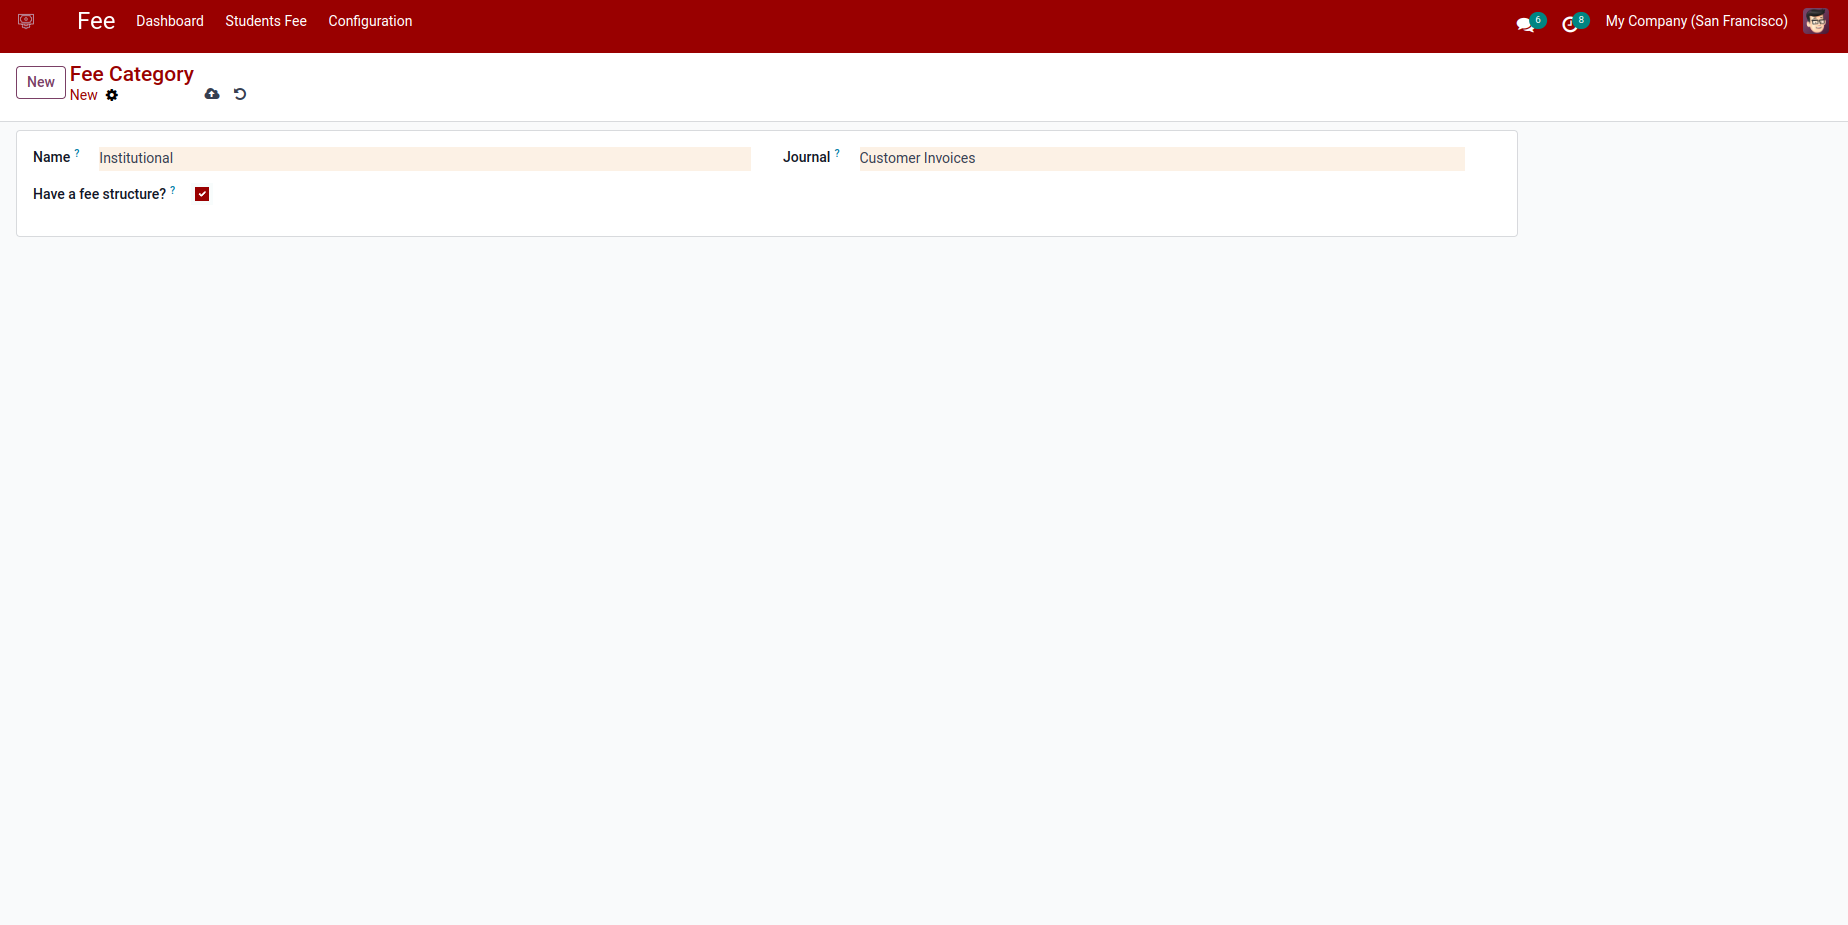 Fee Dashboard Students Fee Configuration 6 8 My Company (San Francisco)
New Fee Category
New
Name ? Institutional Journal ? Customer Invoices
Have a fee structure? ?